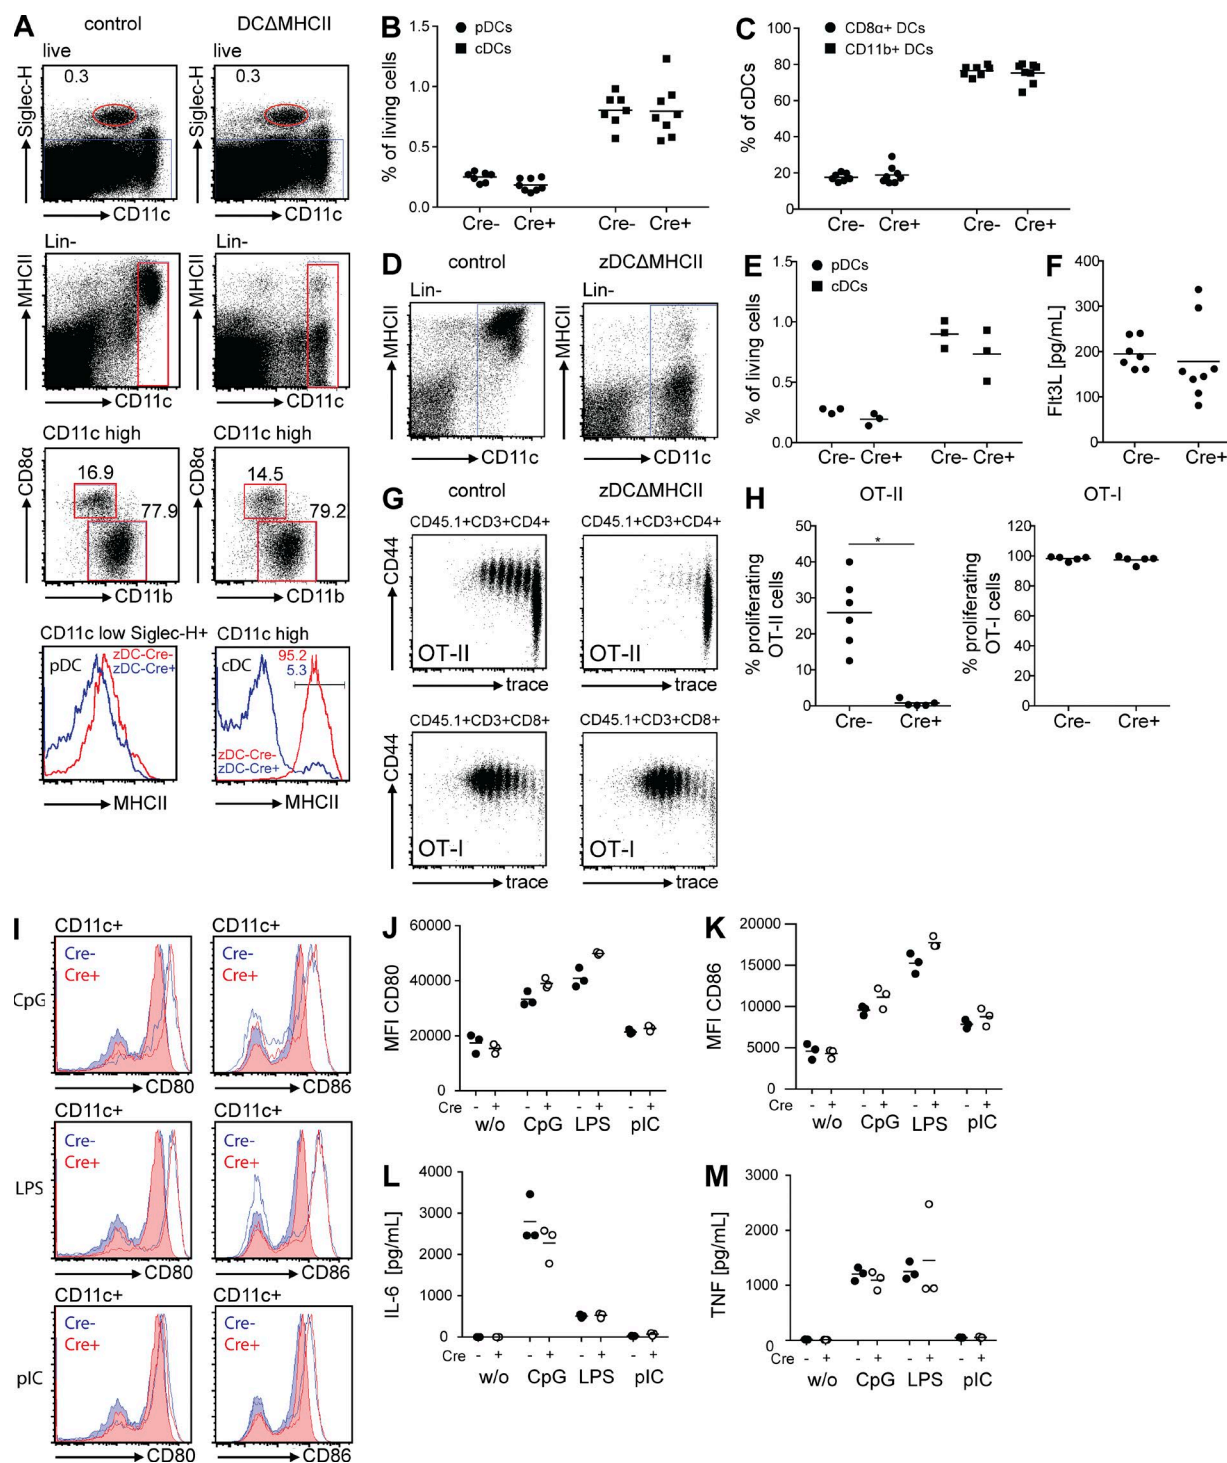 A
control
DCΔMHCII
live
0.3
Siglec-H
CD11c
live
0.3
Siglec-H
CD11c
Lin-
MHCII
CD11c
Lin-
MHCII
CD11c
CD11c high
16.9
77.9
CD8α
CD11b
CD11c high
14.5
79.2
CD8α
CD11b
CD11c low Siglec-H+
pDC
zDC-Cre-
zDC-Cre+
MHCII
CD11c high
cDC
95.2
5.3
zDC-Cre-
zDC-Cre+
MHCII
B
pDCs
cDCs
% of living cells
1.5
1.0
0.5
0.0
Cre- Cre+ Cre- Cre+
C
CD8α+ DCs
CD11b+ DCs
% of cDCs
100
80
60
40
20
0
Cre- Cre+ Cre- Cre+
D
control
zDCΔMHCII
Lin-
MHCII
CD11c
MHCII
CD11c
E
pDCs
cDCs
% of living cells
1.5
1.0
0.5
0.0
Cre- Cre+ Cre- Cre+
F
Flt3L [pg/mL]
400
300
200
100
0
Cre- Cre+
G
control
zDCΔMHCII
CD45.1+CD3+CD4+
CD45.1+CD3+CD4+
CD44
OT-II
OT-II
trace
trace
CD45.1+CD3+CD8+
CD45.1+CD3+CD8+
CD44
OT-I
OT-I
trace
trace
H
OT-II
% proliferating
OT-II cells
50
40
30
20
10
0
*
Cre- Cre+
OT-I
% proliferating
OT-I cells
120
100
80
60
40
20
0
Cre- Cre+
I
CD11c+
CD11c+
CpG
Cre-
Cre+
Cre-
Cre+
CD80
CD86
CD11c+
CD11c+
LPS
Cre-
Cre+
Cre-
Cre+
CD80
CD86
CD11c+
CD11c+
pIC
Cre-
Cre+
Cre-
Cre+
CD80
CD86
J
MFI CD80
60000
40000
20000
0
Cre - + - + - + - +
w/o CpG LPS pIC
K
MFI CD86
20000
15000
10000
5000
0
Cre - + - + - + - +
w/o CpG LPS pIC
L
IL-6 [pg/mL]
4000
3000
2000
1000
0
Cre - + - + - + - +
w/o CpG LPS pIC
M
TNF [pg/mL]
3000
2000
1000
0
Cre - + - + - + - +
w/o CpG LPS pIC